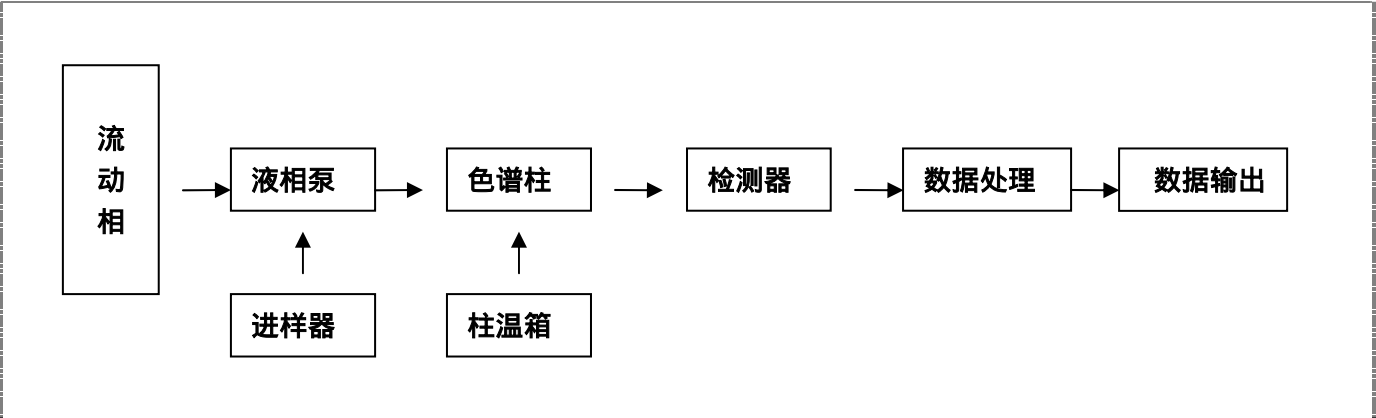 流
动
相
液相泵
色谱柱
检测器
数据处理
数据输出
进样器
柱温箱